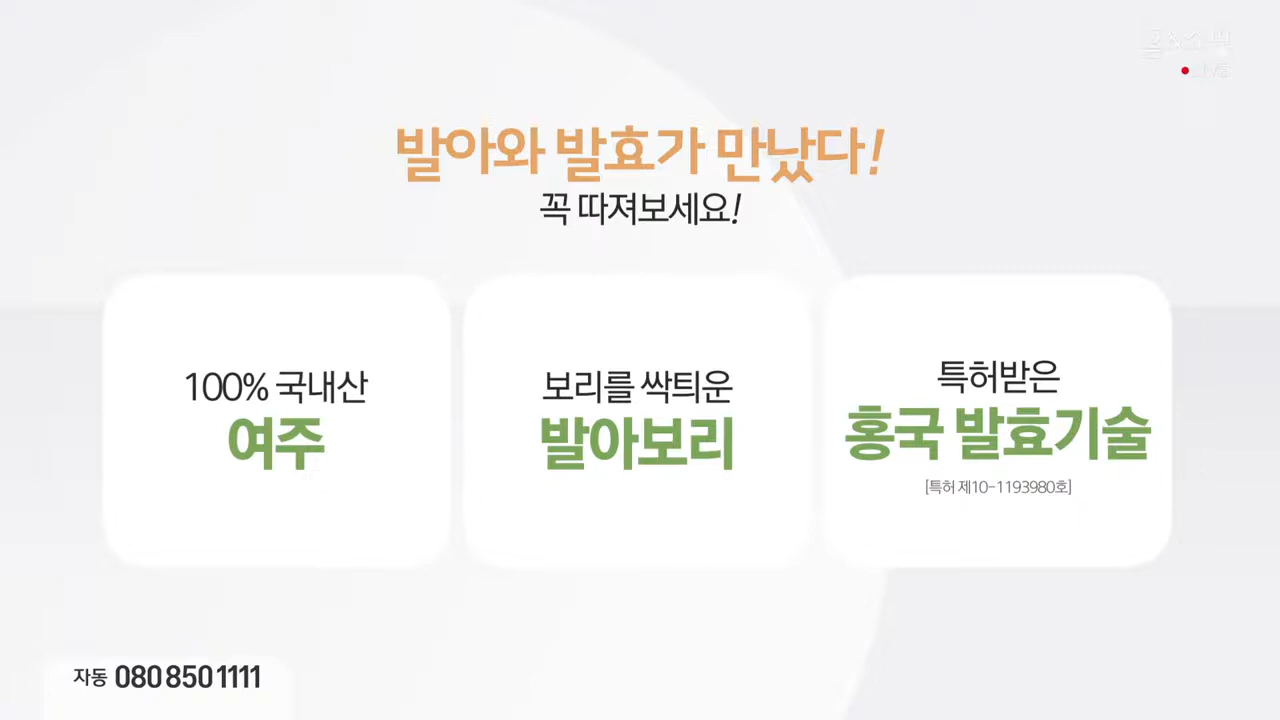 발아와 발효가 만났다!
꼭 따져보세요!
100% 국내산
여주
보리를 싹틔운
발아보리
특허받은
홍국 발효기술
[특허 제10-1193980호]
자동 080 850 1111